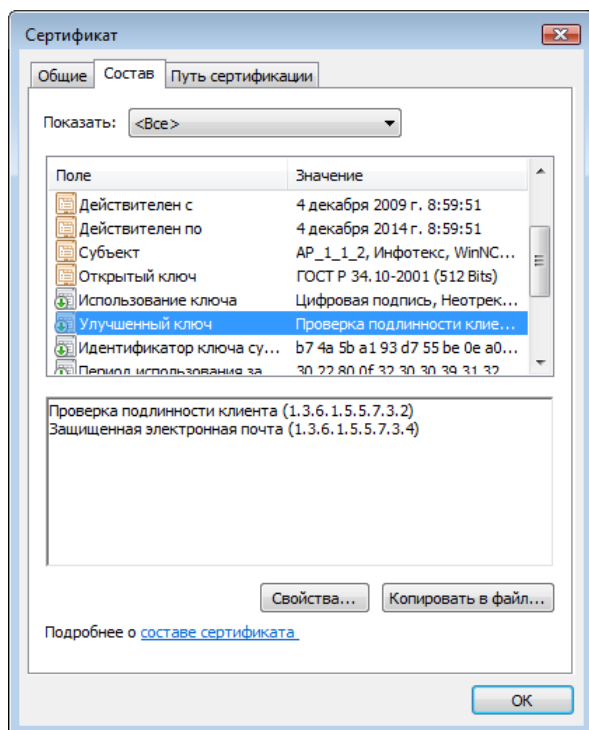 Сертификат
Общие Состав Путь сертификации
Показать: <Все>
Поле Значение
Действителен с 4 декабря 2009 г. 8:59:51
Действителен по 4 декабря 2014 г. 8:59:51
Субъект AP_1_1_2, Инфотекс, WinNC...
Открытый ключ ГОСТ Р 34.10-2001 (512 Bits)
Использование ключа Цифровая подпись, Неотрек...
Улучшенный ключ Проверка подлинности клие...
Идентификатор ключа су... b7 4a 5b a1 93 d7 55 be 0e a0...
Период использования за 30 22 80 0f 32 30 30 39 31 32
Проверка подлинности клиента (1.3.6.1.5.5.7.3.2)
Защищенная электронная почта (1.3.6.1.5.5.7.3.4)
Свойства... Копировать в файл...
Подробнее о составе сертификата
ОК